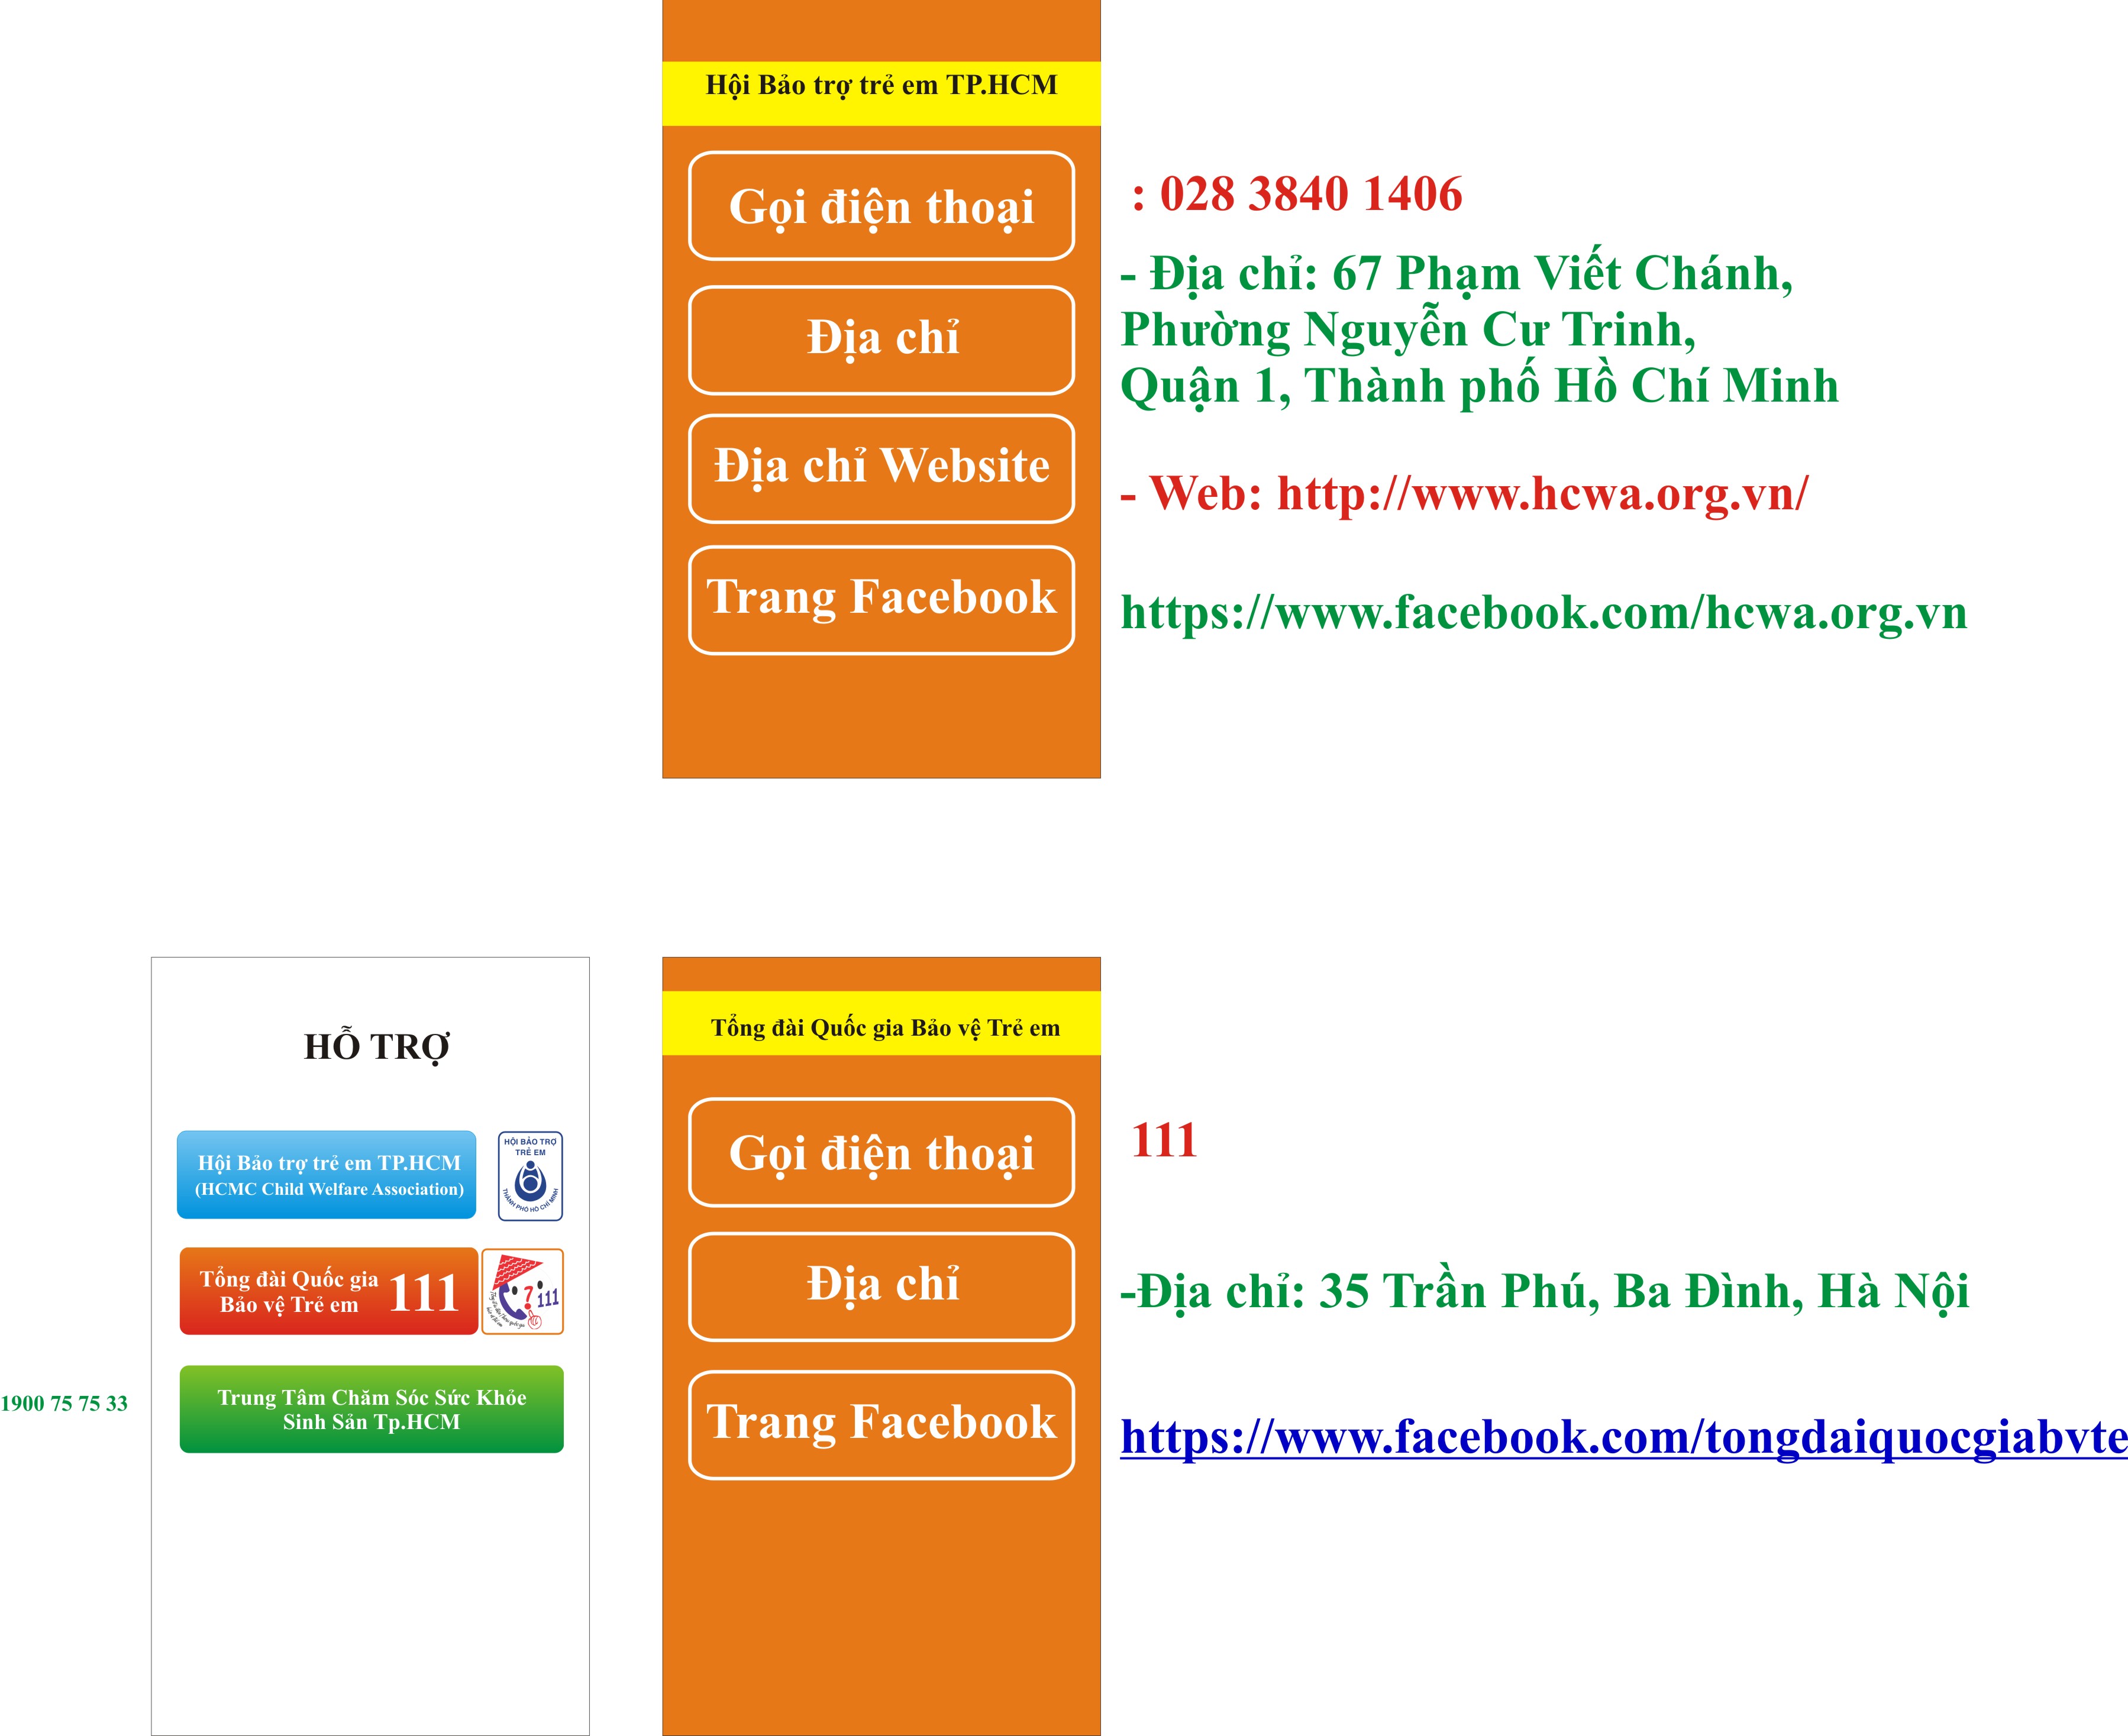 Hội Bảo trợ trẻ em TP.HCM
Gọi điện thoại
: 028 3840 1406
Địa chỉ
- Địa chỉ: 67 Phạm Viết Chánh,
Phường Nguyễn Cư Trinh,
Quận 1, Thành phố Hồ Chí Minh
Địa chỉ Website
- Web: http://www.hcwa.org.vn/
Trang Facebook
https://www.facebook.com/hcwa.org.vn
HỖ TRỢ
Hội Bảo trợ trẻ em TP.HCM
(HCMC Child Welfare Association)
HỘI BẢO TRỢ
TRẺ EM
THÀNH PHỐ HỒ CHÍ MINH
Tổng đài Quốc gia
Bảo vệ Trẻ em
111
111
1900 75 75 33
Trung Tâm Chăm Sóc Sức Khỏe
Sinh Sản Tp.HCM
Tổng đài Quốc gia Bảo vệ Trẻ em
Gọi điện thoại
111
Địa chỉ
-Địa chỉ: 35 Trần Phú, Ba Đình, Hà Nội
Trang Facebook
https://www.facebook.com/tongdaiquocgiabvte